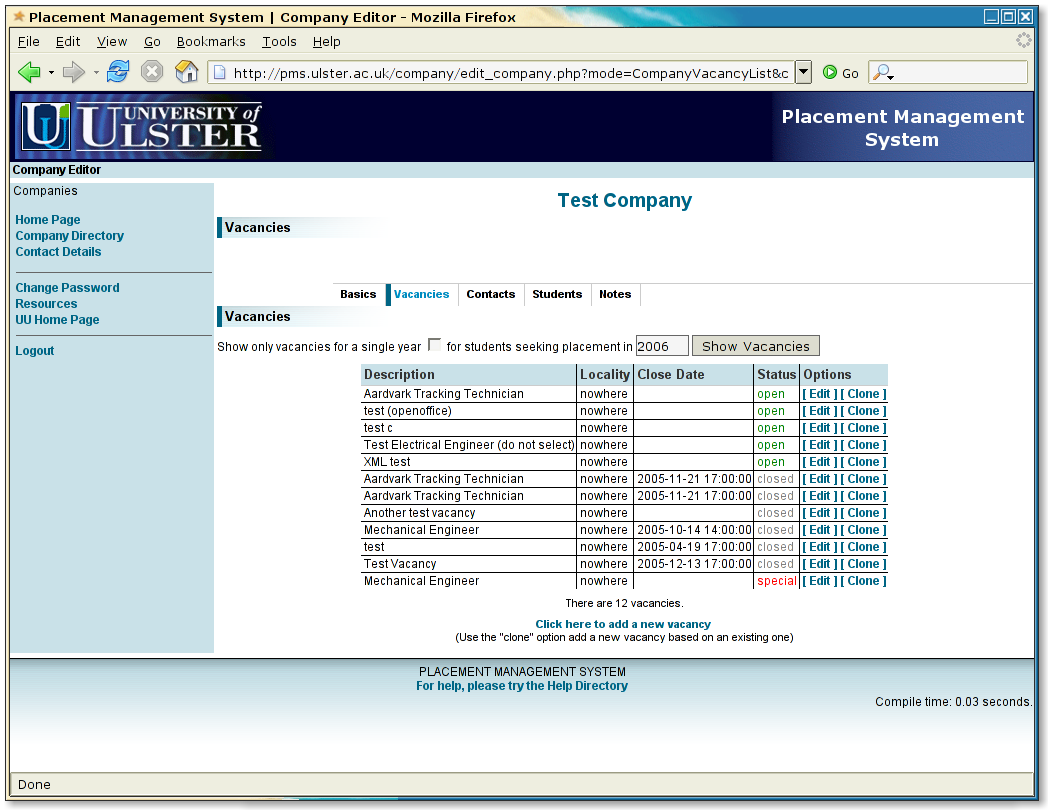 Placement Management System | Company Editor - Mozilla Firefox
File Edit View Go Bookmarks Tools Help
http://pms.ulster.ac.uk/company/edit_company.php?mode=CompanyVacancyList&c Go
UNIVERSITY of
ULSTER
Placement Management
System
Company Editor
Companies
Home Page
Company Directory
Contact Details
Change Password
Resources
UU Home Page
Logout
Test Company
Vacancies
Basics Vacancies Contacts Students Notes
Vacancies
Show only vacancies for a single year for students seeking placement in 2006 Show Vacancies
Description Locality Close Date Status Options
Aardvark Tracking Technician nowhere open [ Edit ] [ Clone ]
test (openoffice) nowhere open [ Edit ] [ Clone ]
test c nowhere open [ Edit ] [ Clone ]
Test Electrical Engineer (do not select) nowhere open [ Edit ] [ Clone ]
XML test nowhere open [ Edit ] [ Clone ]
Aardvark Tracking Technician nowhere 2005-11-21 17:00:00 closed [ Edit ] [ Clone ]
Aardvark Tracking Technician nowhere 2005-11-21 17:00:00 closed [ Edit ] [ Clone ]
Another test vacancy nowhere closed [ Edit ] [ Clone ]
Mechanical Engineer nowhere 2005-10-14 14:00:00 closed [ Edit ] [ Clone ]
test nowhere 2005-04-19 17:00:00 closed [ Edit ] [ Clone ]
Test Vacancy nowhere 2005-12-13 17:00:00 closed [ Edit ] [ Clone ]
Mechanical Engineer nowhere special [ Edit ] [ Clone ]
There are 12 vacancies.
Click here to add a new vacancy
(Use the "clone" option add a new vacancy based on an existing one)
PLACEMENT MANAGEMENT SYSTEM
For help, please try the Help Directory
Compile time: 0.03 seconds.
Done